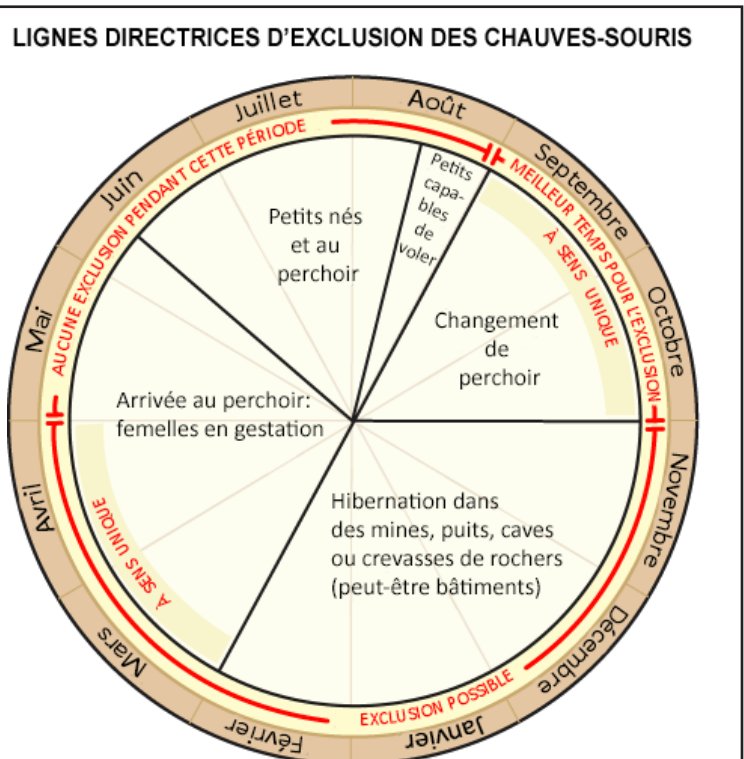 LIGNES DIRECTRICES D'EXCLUSION DES CHAUVES-SOURIS
Juillet
Août
Septembre
Octobre
Novembre
Décembre
Janvier
Février
Mars
Avril
Mai
Juin
AUCUNE EXCLUSION PENDANT CETTE PÉRIODE
MEILLEUR TEMPS POUR L'EXCLUSION
À SENS UNIQUE
EXCLUSION POSSIBLE
À SENS UNIQUE
Petits nés
et au
perchoir
Petits
capa-
bles
de
voler
Changement
de
perchoir
Arrivée au perchoir:
femelles en gestation
Hibernation dans
des mines, puits, caves
ou crevasses de rochers
(peut-être bâtiments)